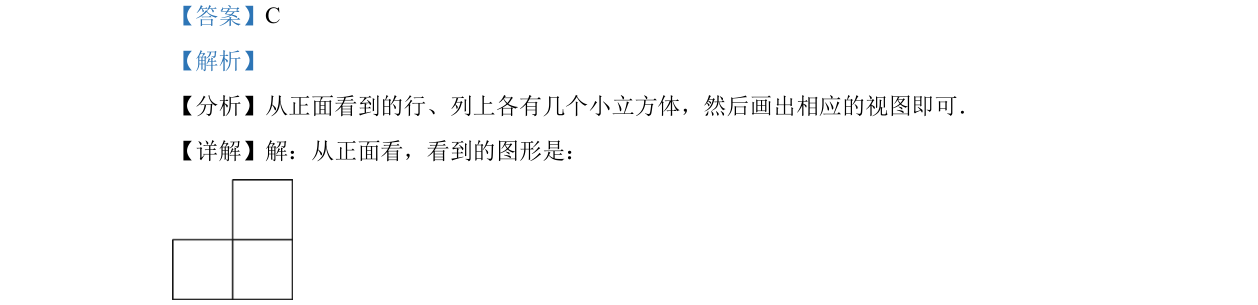 【答案】C
【解析】
【分析】从正面看到的行、列上各有几个小立方体，然后画出相应的视图即可．
【详解】解：从正面看，看到的图形是：